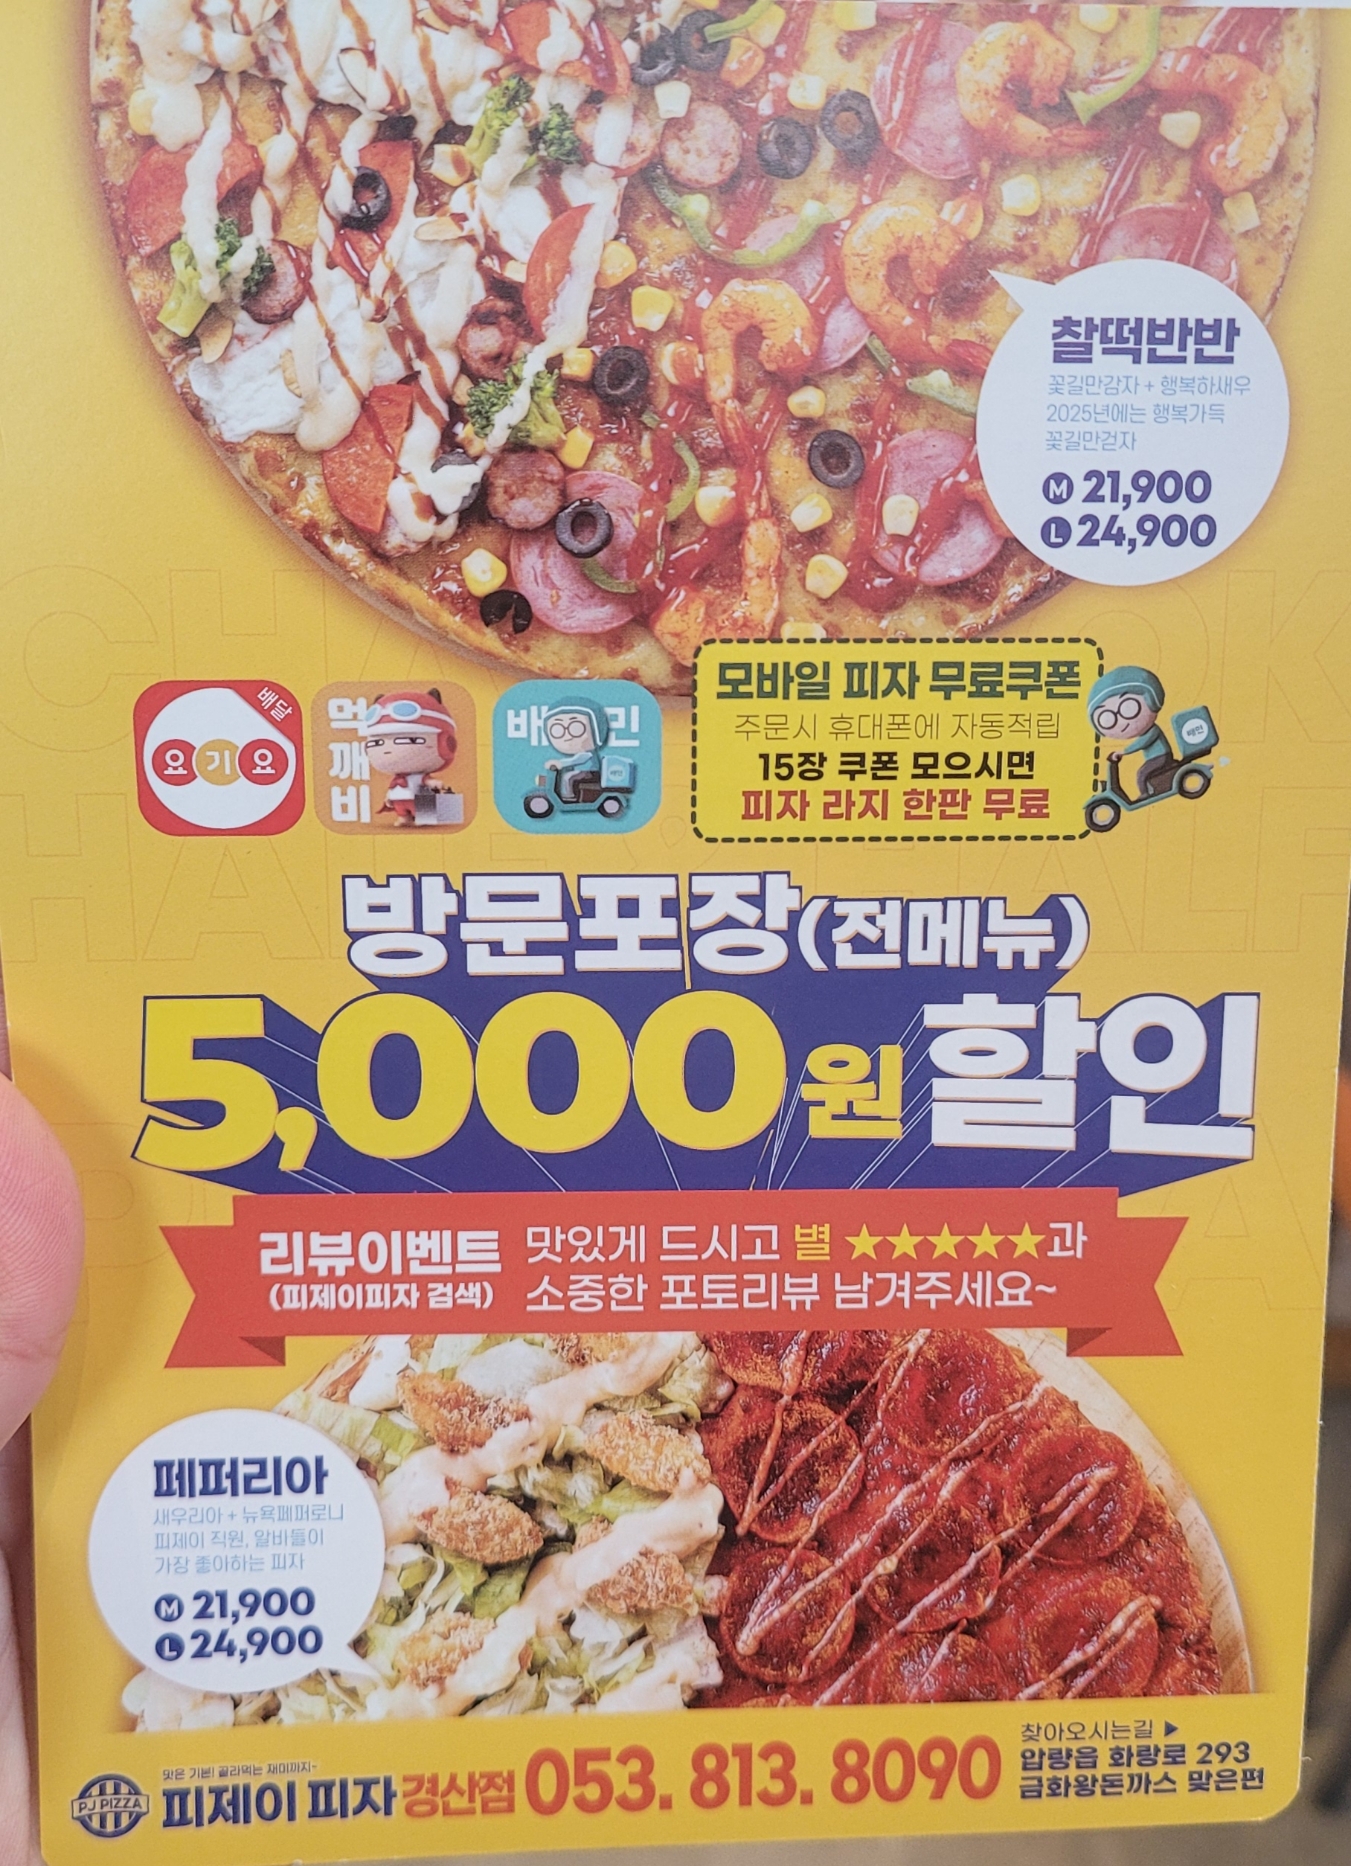 찰떡반반
꽃길만감자 + 행복하새우
2025년에는 행복가득
꽃길만걷자
M 21,900
L 24,900
배달
요기요
먹깨비
배 민
모바일 피자 무료쿠폰
주문시 휴대폰에 자동적립
15장 쿠폰 모으시면
피자 라지 한판 무료
배민
방문포장(전메뉴)
5,000원 할인
리뷰이벤트
(피제이피자 검색)
맛있게 드시고 별 ★★★★★과
소중한 포토리뷰 남겨주세요~
페퍼리아
새우리아 + 뉴욕페퍼로니
피제이 직원, 알바들이
가장 좋아하는 피자
M 21,900
L 24,900
PJ PIZZA
맛은 기본! 골라먹는 재미까지~
피제이 피자 경산점 053. 813. 8090
찾아오시는길 ▶
압량읍 화랑로 293
금화왕돈까스 맞은편